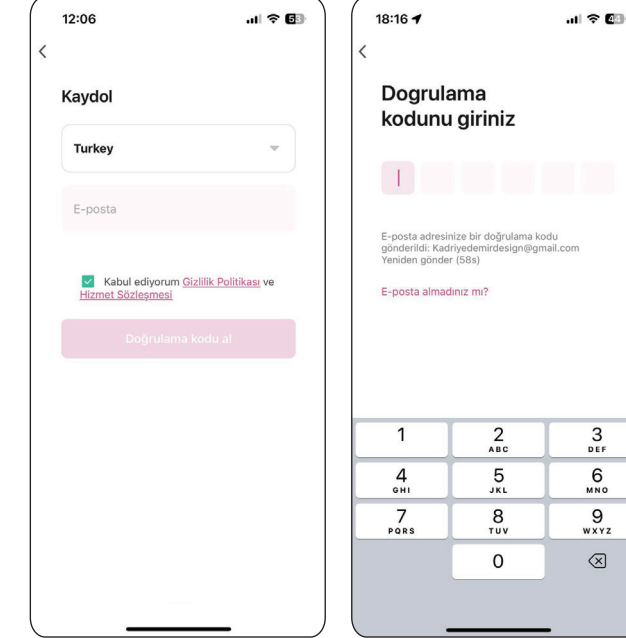 12:06
53
Kaydol
Turkey
E-posta
Kabul ediyorum Gizlilik Politikası ve
Hizmet Sözleşmesi
Doğrulama kodu al
18:16
44
Dogrulama
kodunu giriniz
E-posta adresinize bir doğrulama kodu
gönderildi: Kadriyedemirdesign@gmail.com
Yeniden gönder (58s)
E-posta almadınız mı?
1
2
ABC
3
DEF
4
GHI
5
JKL
6
MNO
7
PQRS
8
TUV
9
WXYZ
0